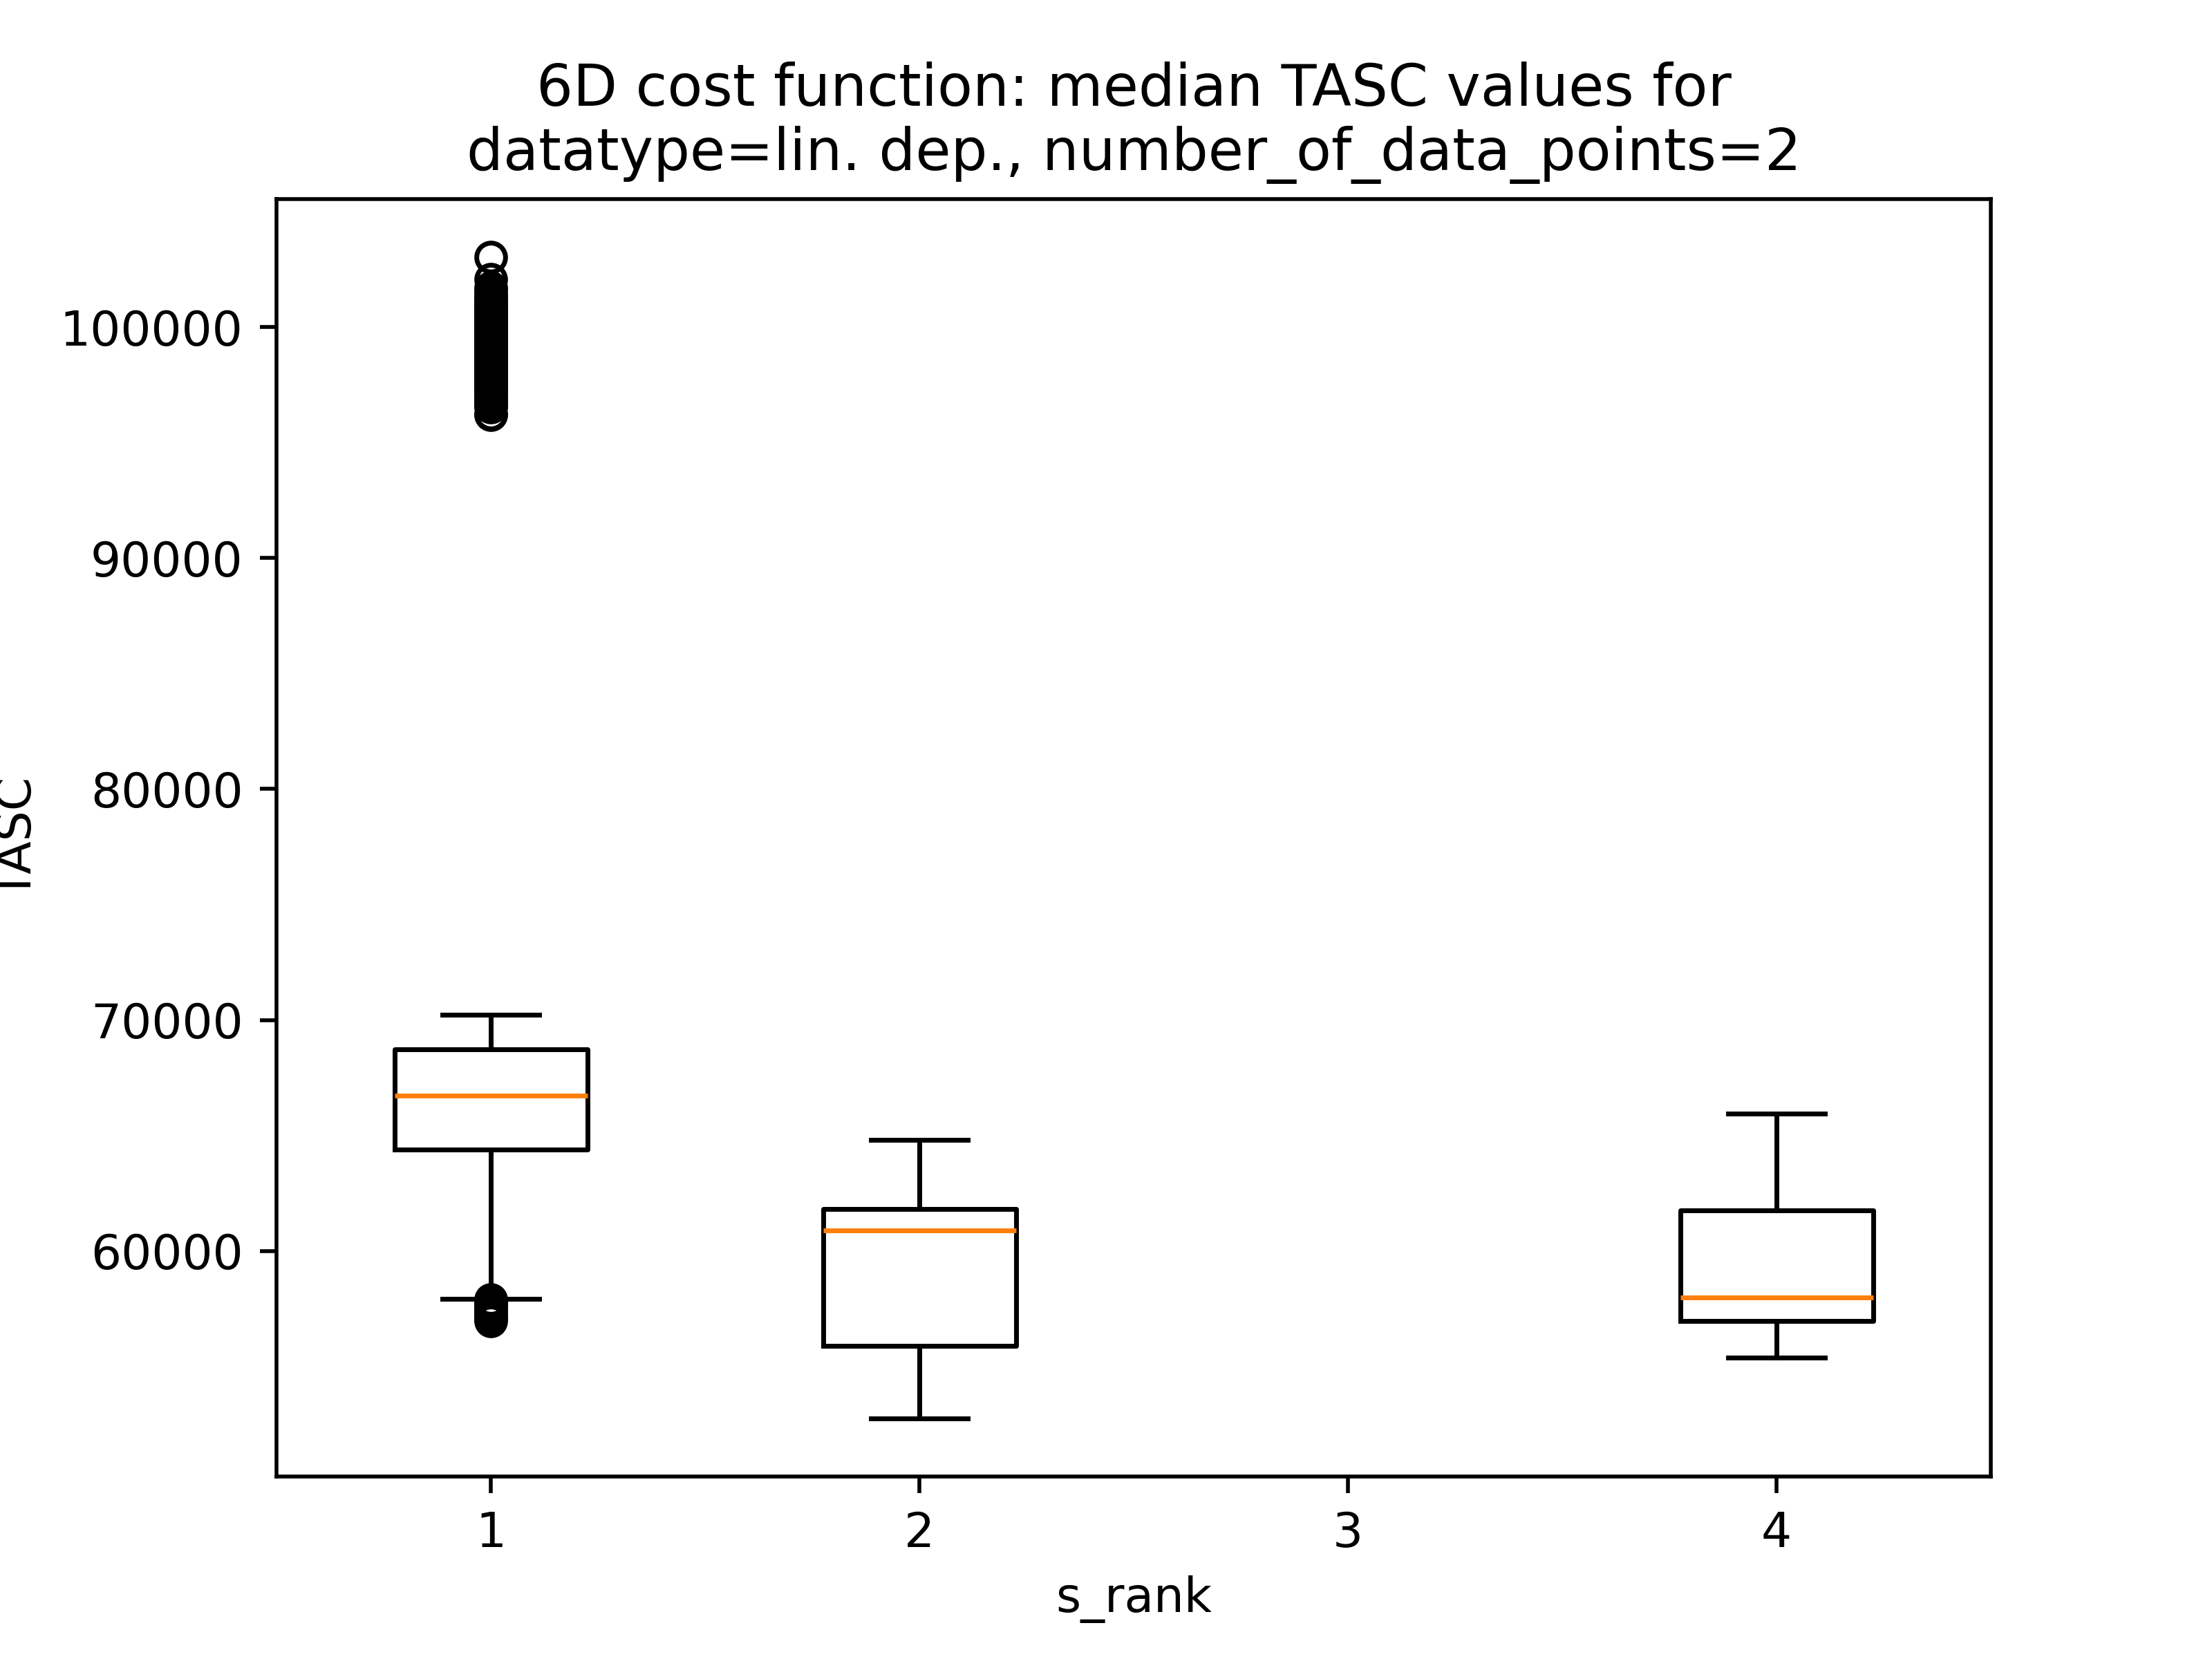 6D cost function: median TASC values for
datatype=lin. dep., number_of_data_points=2
100000
90000
80000
70000
60000
TASC
1 2 3 4
s_rank